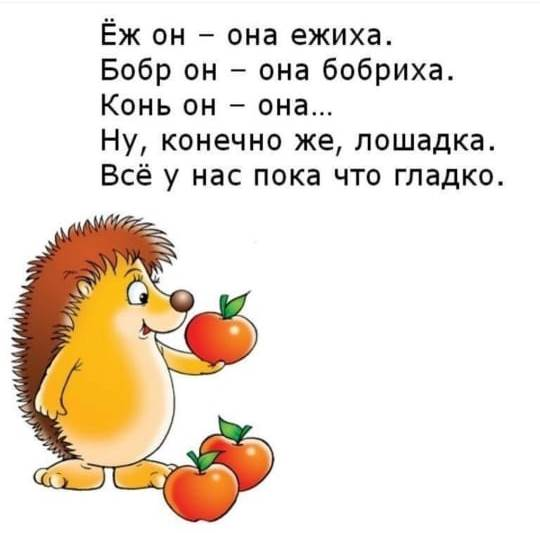 Ёж он – она ежиха.
Бобр он – она бобриха.
Конь он – она...
Ну, конечно же, лошадка.
Всё у нас пока что гладко.